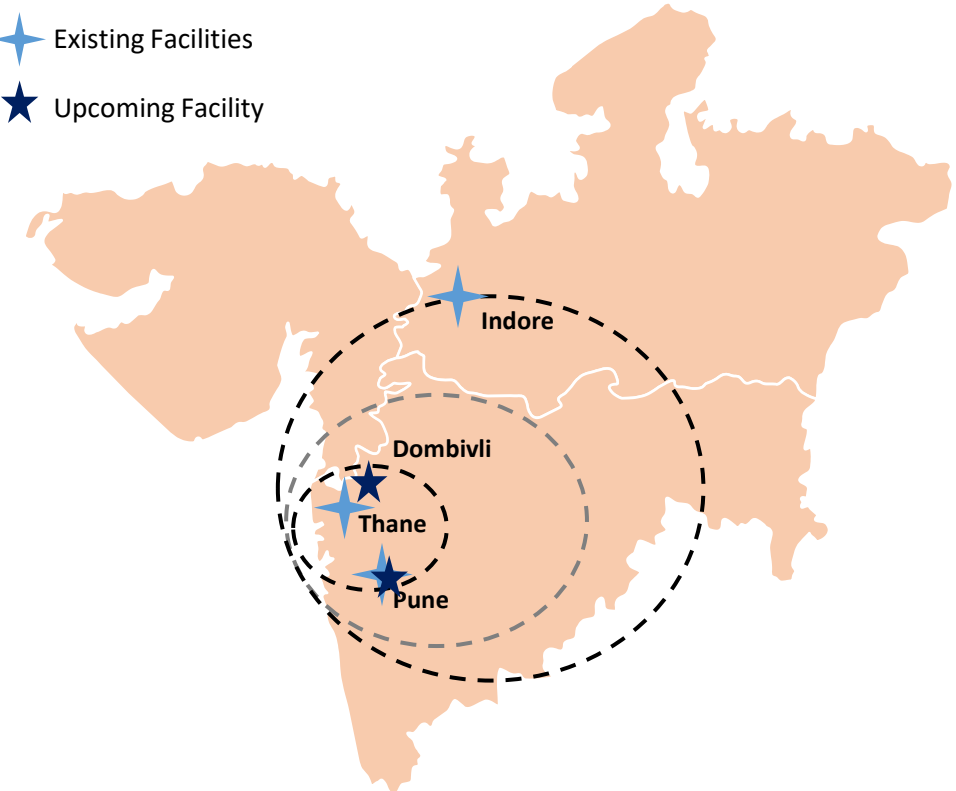 Existing Facilities
Upcoming Facility
Indore
Dombivli
Thane
Pune